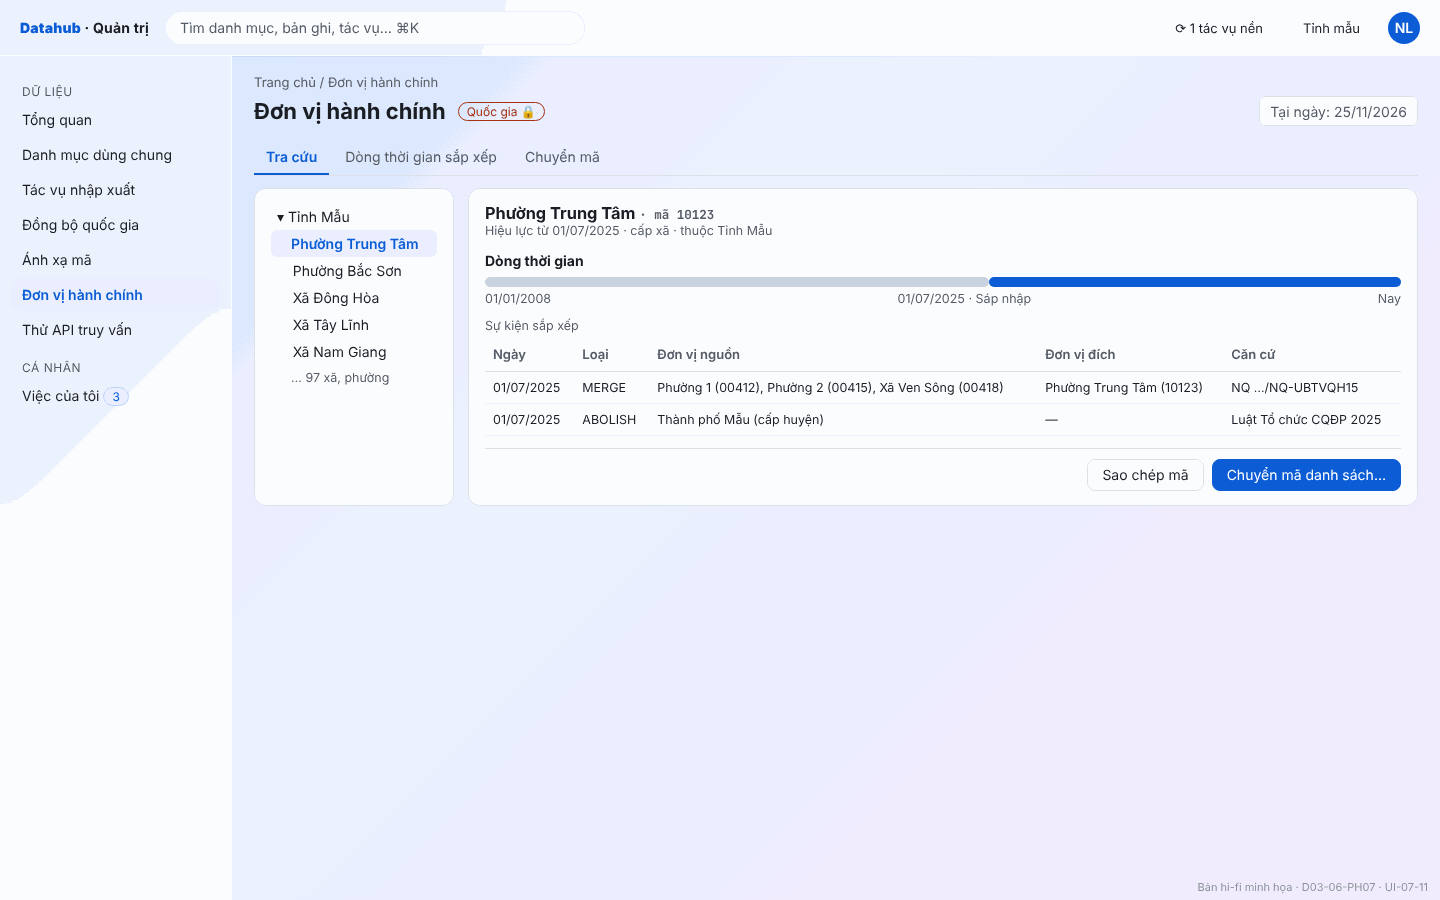 Datahub · Quản trị
Tìm danh mục, bản ghi, tác vụ... ⌘K
⟳ 1 tác vụ nền
Tỉnh mẫu
NL
DỮ LIỆU
Tổng quan
Danh mục dùng chung
Tác vụ nhập xuất
Đồng bộ quốc gia
Ánh xạ mã
Đơn vị hành chính
Thử API truy vấn
CÁ NHÂN
Việc của tôi 3
Trang chủ / Đơn vị hành chính
Đơn vị hành chính Quốc gia 🔒
Tại ngày: 25/11/2026
Tra cứu Dòng thời gian sắp xếp Chuyển mã
▾ Tỉnh Mẫu
Phường Trung Tâm
Phường Bắc Sơn
Xã Đông Hòa
Xã Tây Lĩnh
Xã Nam Giang
... 97 xã, phường
Phường Trung Tâm · mã 10123
Hiệu lực từ 01/07/2025 · cấp xã · thuộc Tỉnh Mẫu
Dòng thời gian
01/01/2008 01/07/2025 · Sáp nhập Nay
Sự kiện sắp xếp
Ngày Loại Đơn vị nguồn Đơn vị đích Căn cứ
01/07/2025 MERGE Phường 1 (00412), Phường 2 (00415), Xã Ven Sông (00418) Phường Trung Tâm (10123) NQ .../NQ-UBTVQH15
01/07/2025 ABOLISH Thành phố Mẫu (cấp huyện) — Luật Tổ chức CQĐP 2025
Sao chép mã
Chuyển mã danh sách...
Bản hi-fi minh họa · D03-06-PH07 · UI-07-11